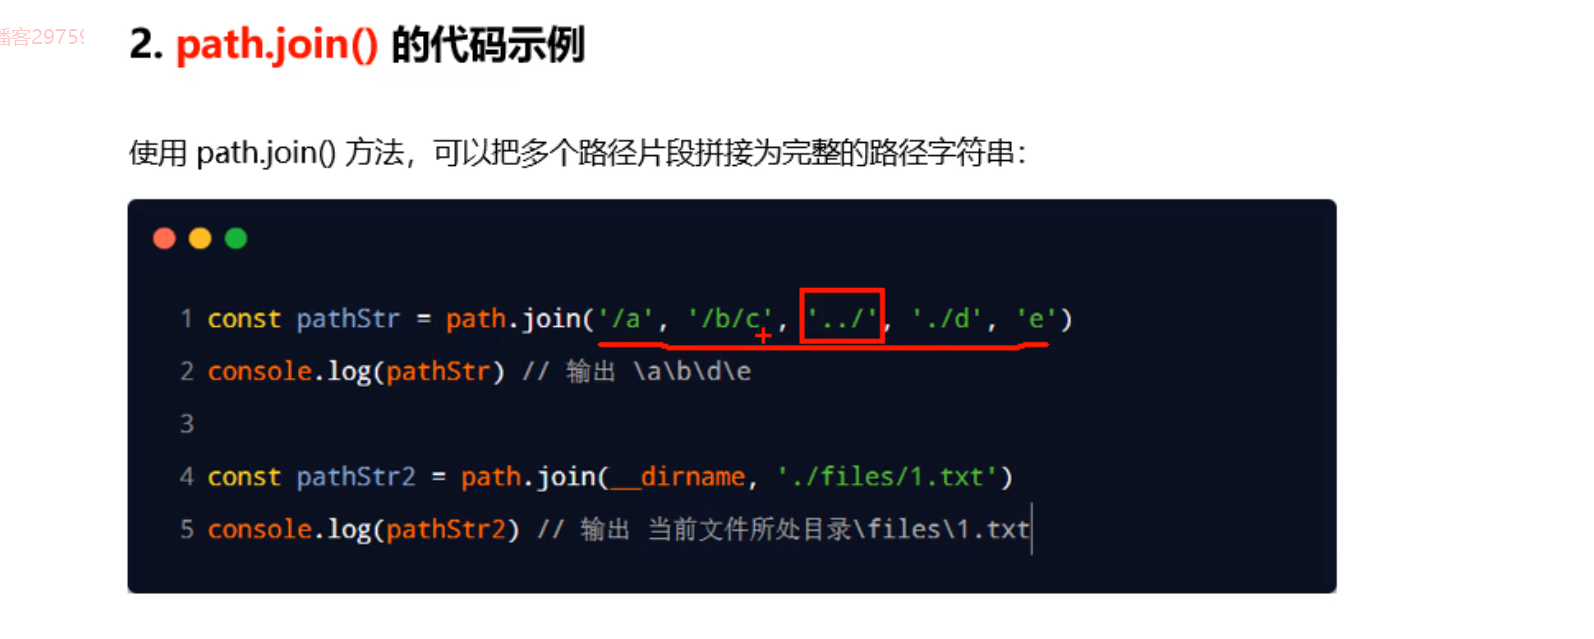 播客29759
2. path.join() 的代码示例
使用 path.join() 方法，可以把多个路径片段拼接为完整的路径字符串：
1 const pathStr = path.join('/a', '/b/c', '../', './d', 'e')
2 console.log(pathStr) // 输出 \a\b\d\e
3
4 const pathStr2 = path.join(__dirname, './files/1.txt')
5 console.log(pathStr2) // 输出 当前文件所处目录\files\1.txt